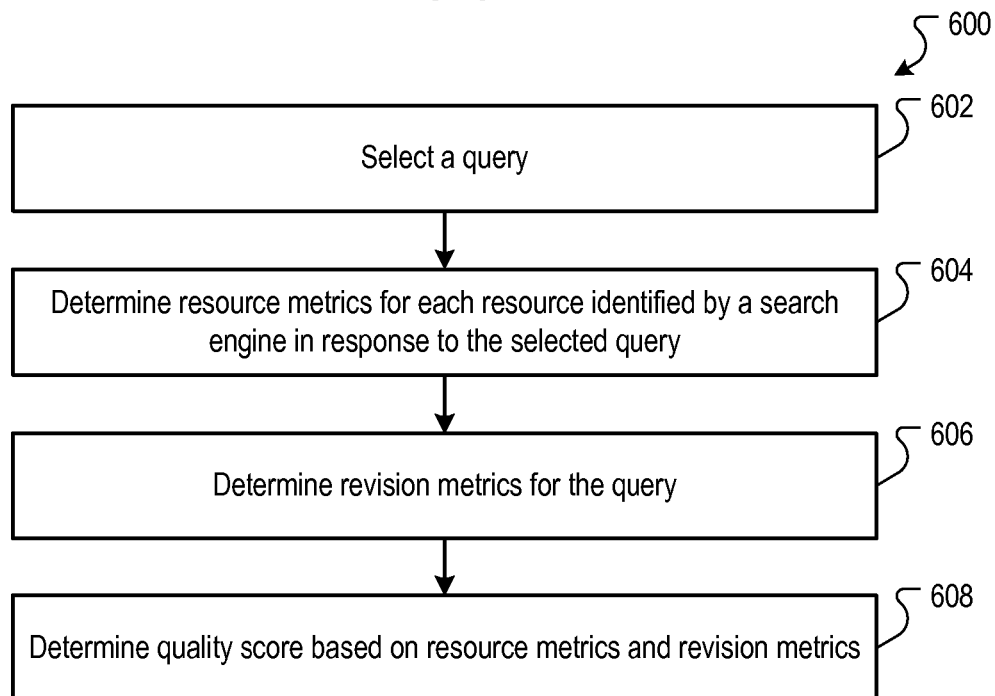 600
602
Select a query
604
Determine resource metrics for each resource identified by a search
engine in response to the selected query
606
Determine revision metrics for the query
608
Determine quality score based on resource metrics and revision metrics